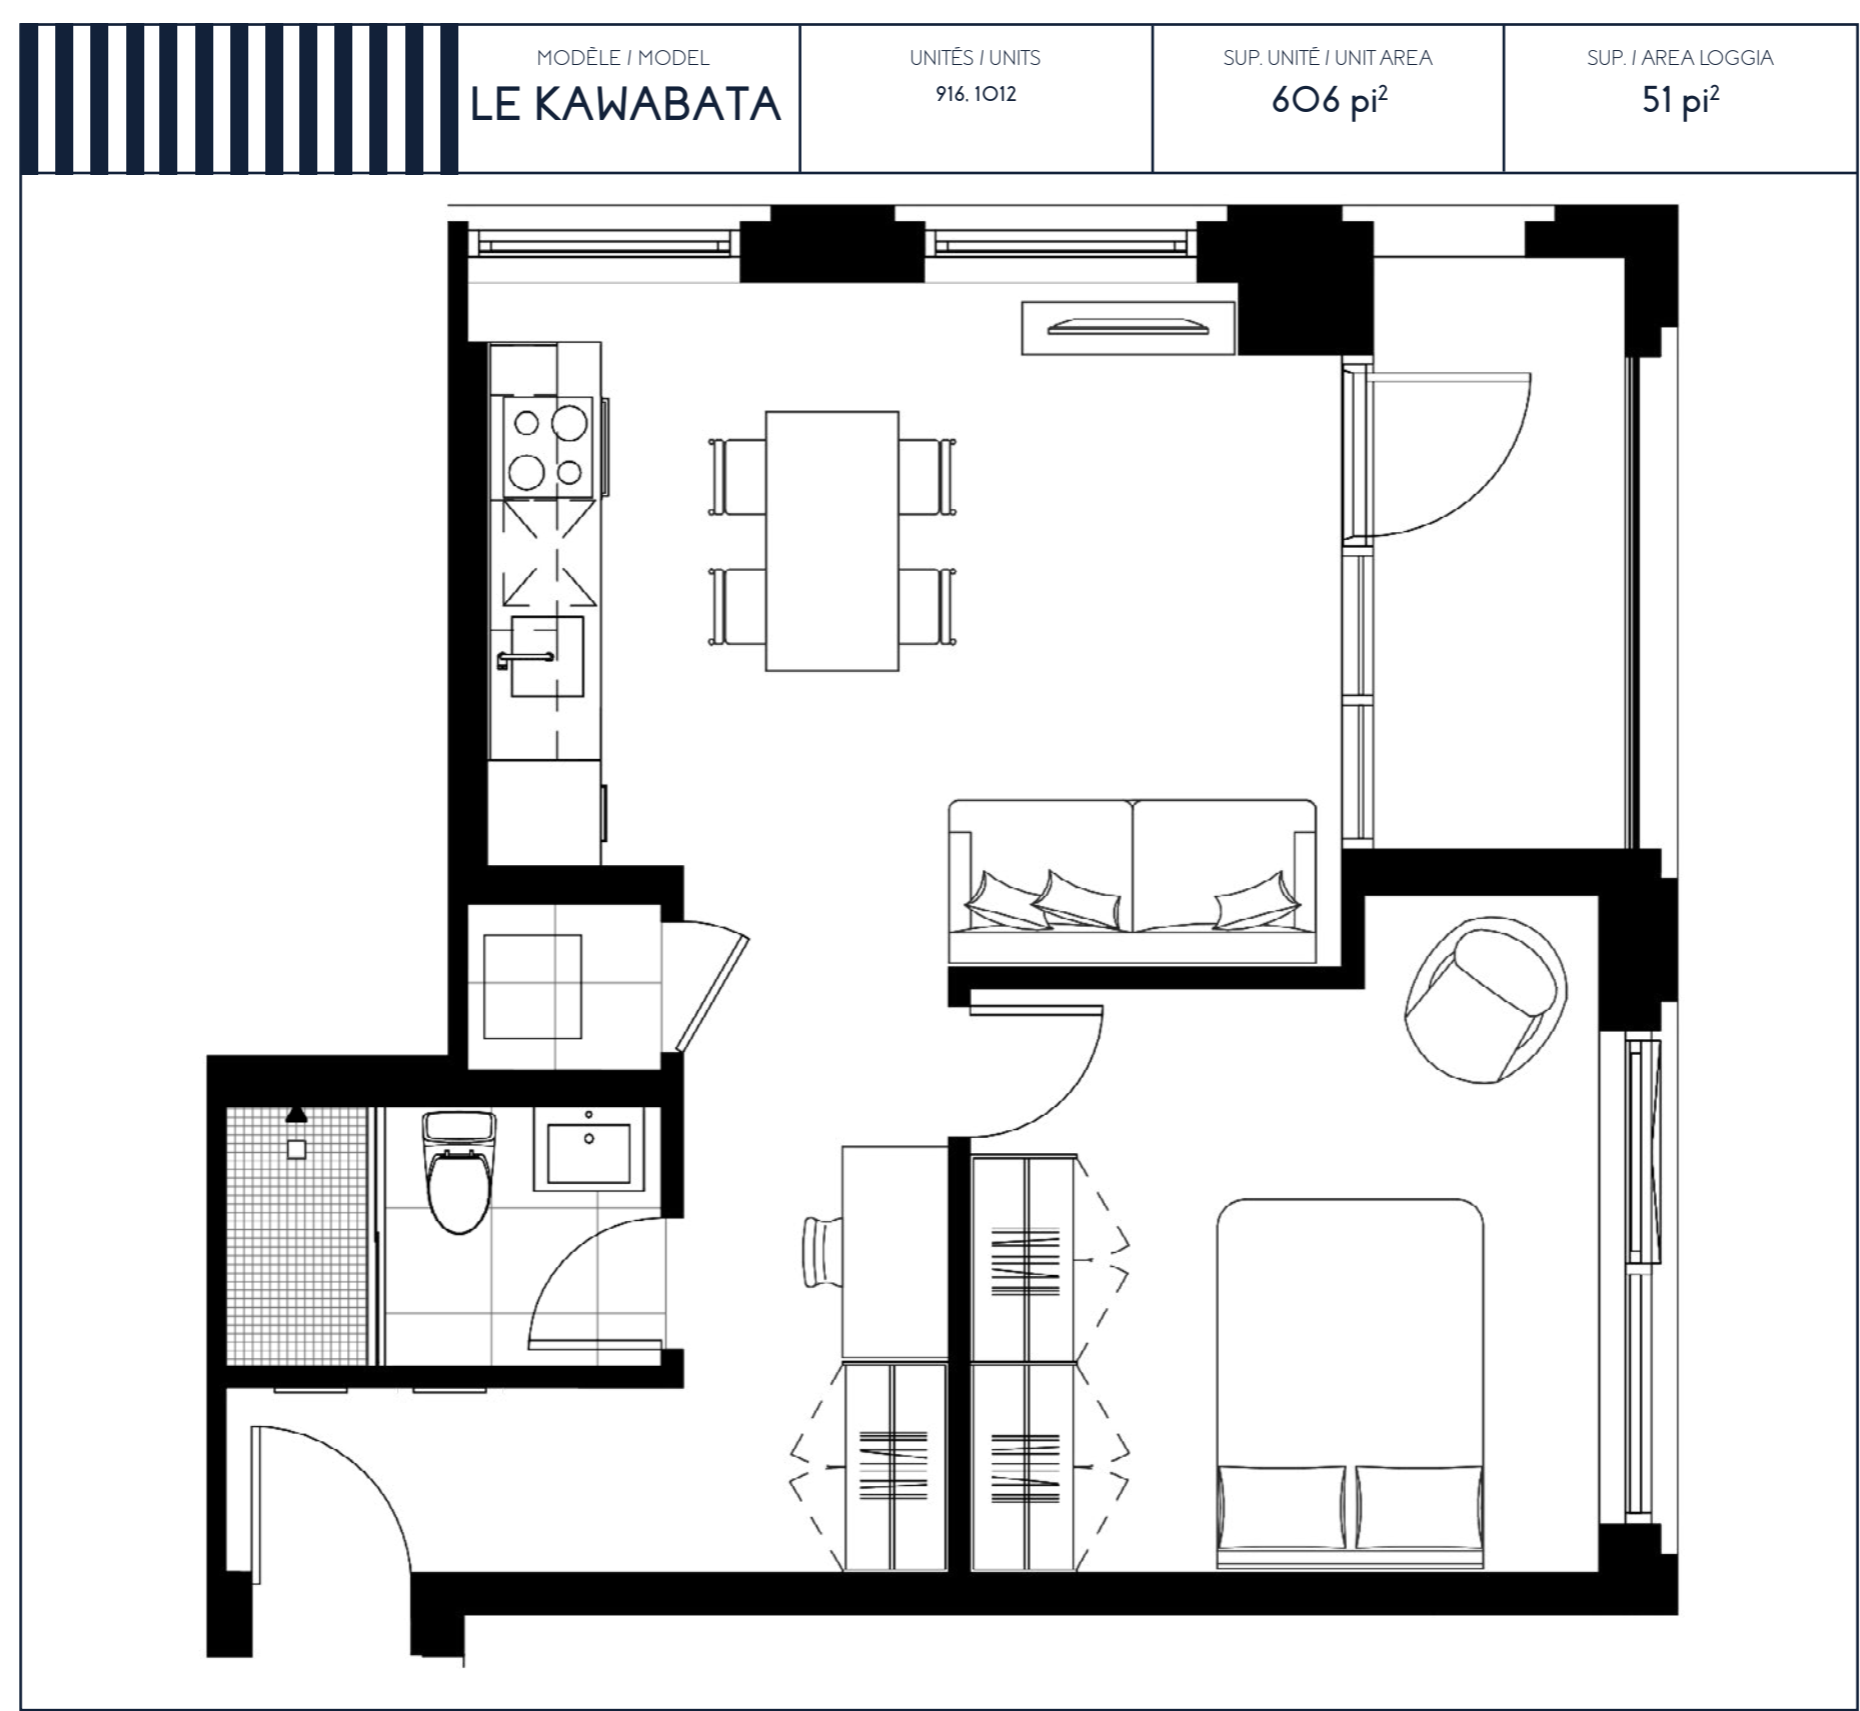 MODÈLE / MODEL
LE KAWABATA
UNITÉS / UNITS
916, 1012
SUP. UNITÉ / UNIT AREA
606 pi²
SUP. / AREA LOGGIA
51 pi²